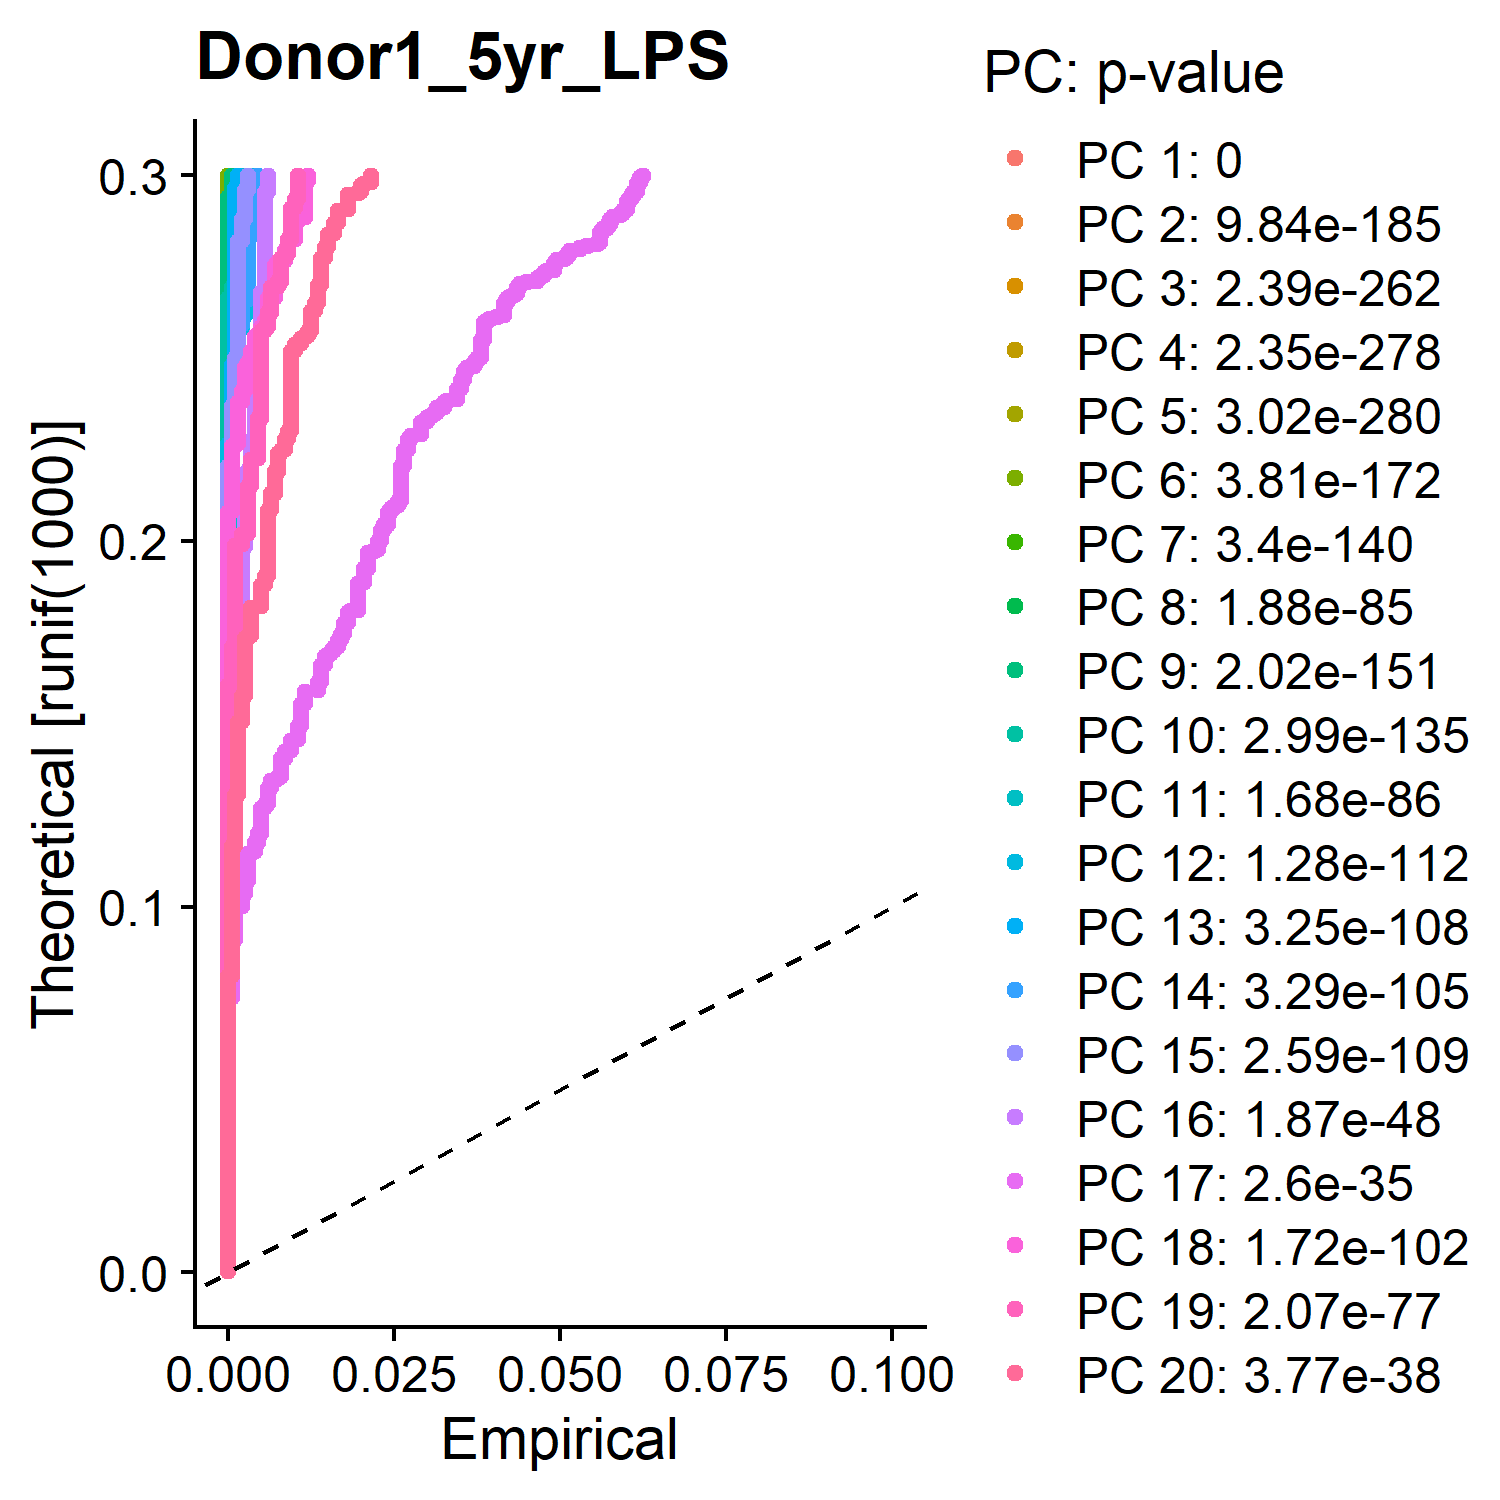 Donor1_5yr_LPS
PC: p-value
PC 1: 0
PC 2: 9.84e-185
PC 3: 2.39e-262
PC 4: 2.35e-278
PC 5: 3.02e-280
PC 6: 3.81e-172
PC 7: 3.4e-140
PC 8: 1.88e-85
PC 9: 2.02e-151
PC 10: 2.99e-135
PC 11: 1.68e-86
PC 12: 1.28e-112
PC 13: 3.25e-108
PC 14: 3.29e-105
PC 15: 2.59e-109
PC 16: 1.87e-48
PC 17: 2.6e-35
PC 18: 1.72e-102
PC 19: 2.07e-77
PC 20: 3.77e-38
Theoretical [runif(1000)]
0.3
0.2
0.1
0.0
0.000 0.025 0.050 0.075 0.100
Empirical